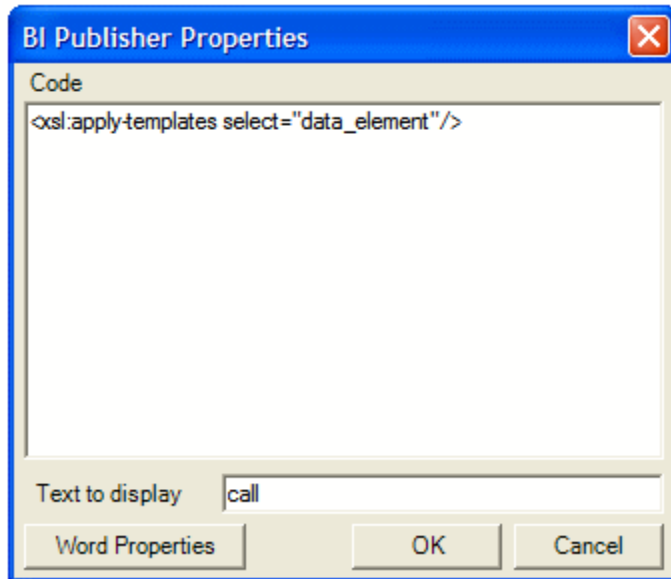 BI Publisher Properties
Code
<xsl:apply-templates select="data_element"/>
Text to display
call
Word Properties
OK
Cancel